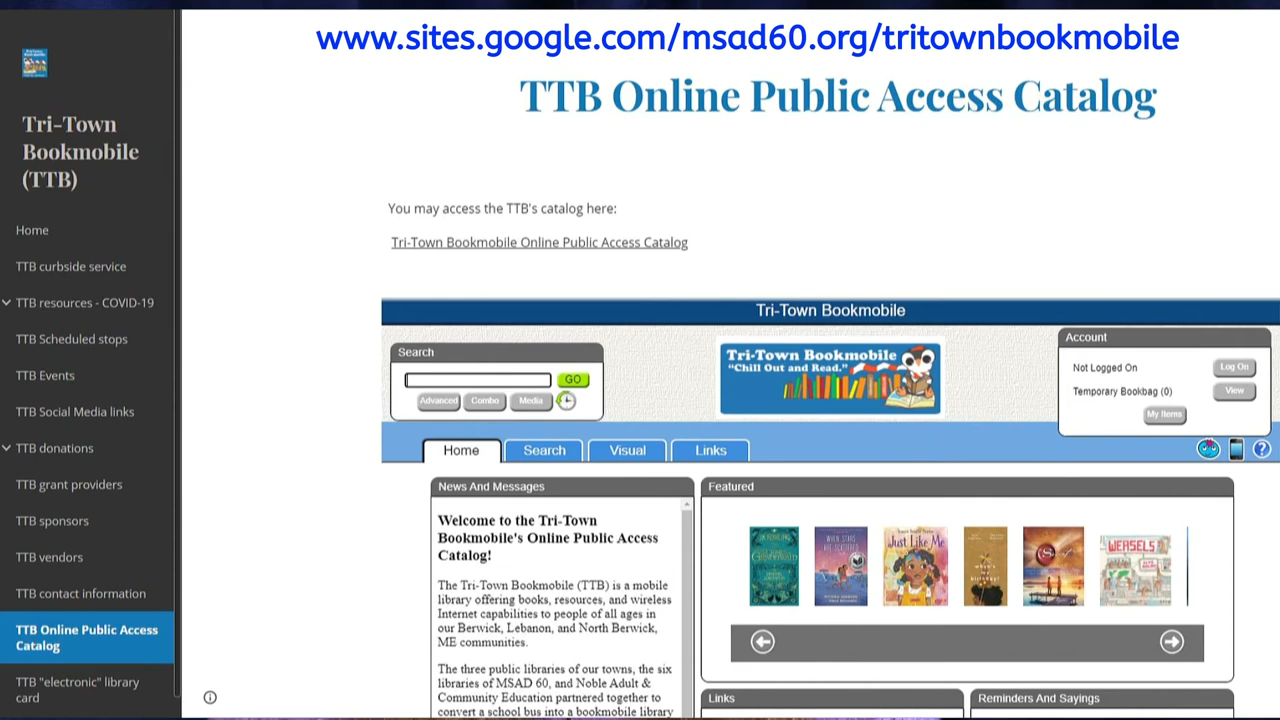 www.sites.google.com/msad60.org/tritownbookmobile
TTB Online Public Access Catalog
Tri-Town
Bookmobile
(TTB)
Home
TTB curbside service
TTB resources - COVID-19
TTB Scheduled stops
TTB Events
TTB Social Media links
TTB donations
TTB grant providers
TTB sponsors
TTB vendors
TTB contact information
TTB Online Public Access
Catalog
TTB "electronic" library
card
You may access the TTB's catalog here:
Tri-Town Bookmobile Online Public Access Catalog
Tri-Town Bookmobile
Search
GO
Advanced
Combo
Media
Tri-Town Bookmobile
"Chill Out and Read."
Account
Not Logged On
Log On
Temporary Bookbag (0)
View
My Items
Home
Search
Visual
Links
?
News And Messages
Welcome to the Tri-Town
Bookmobile's Online Public Access
Catalog!
The Tri-Town Bookmobile (TTB) is a mobile
library offering books, resources, and wireless
Internet capabilities to people of all ages in
our Berwick, Lebanon, and North Berwick,
ME communities.
The three public libraries of our towns, the six
libraries of MSAD 60, and Noble Adult &
Community Education partnered together to
convert a school bus into a bookmobile library
Featured
WHEN STARS
ARE SCATTERED
Just Like Me
WEASELS
Links
Reminders And Sayings